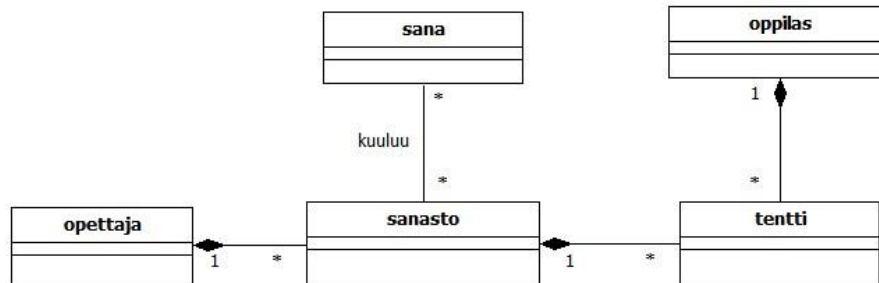 sana
oppilas
*
1
kuuluu
*
*
opettaja
sanasto
tentti
1
*
1
*